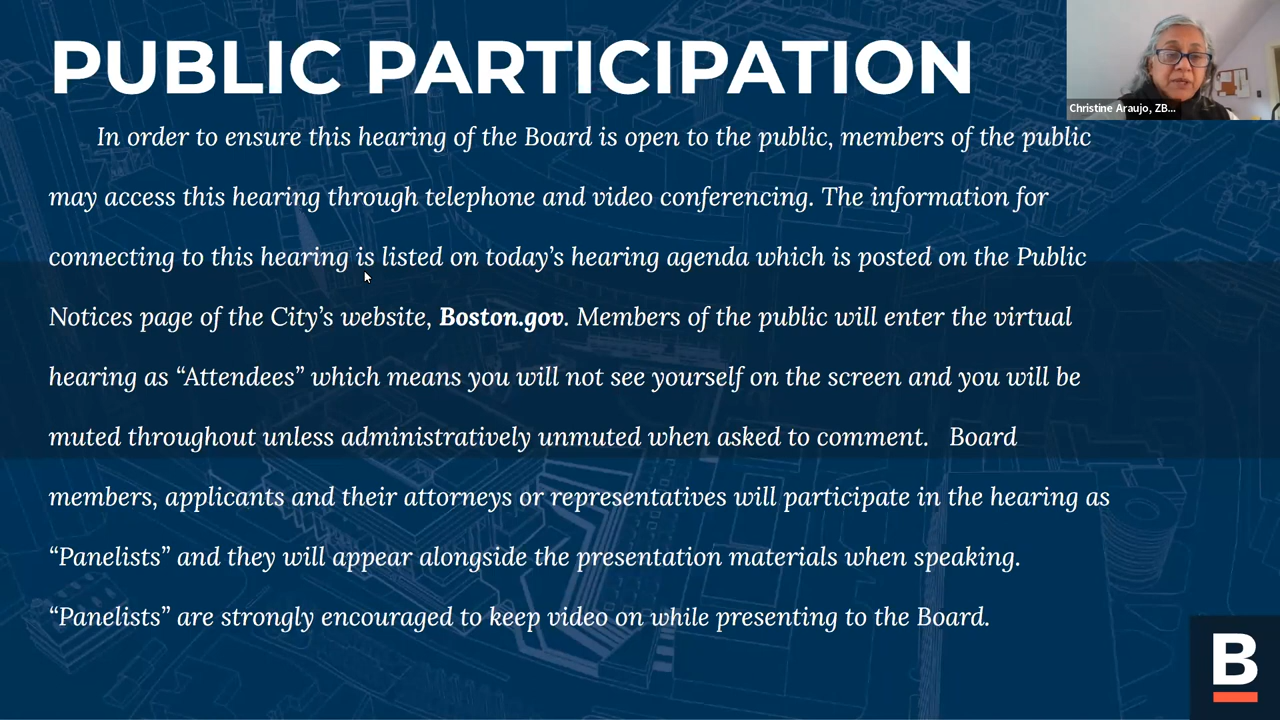 PUBLIC PARTICIPATION
Christine Araujo, ZB...
In order to ensure this hearing of the Board is open to the public, members of the public
may access this hearing through telephone and video conferencing. The information for
connecting to this hearing is listed on today’s hearing agenda which is posted on the Public
Notices page of the City’s website, Boston.gov. Members of the public will enter the virtual
hearing as “Attendees” which means you will not see yourself on the screen and you will be
muted throughout unless administratively unmuted when asked to comment. Board
members, applicants and their attorneys or representatives will participate in the hearing as
“Panelists” and they will appear alongside the presentation materials when speaking.
“Panelists” are strongly encouraged to keep video on while presenting to the Board.
B